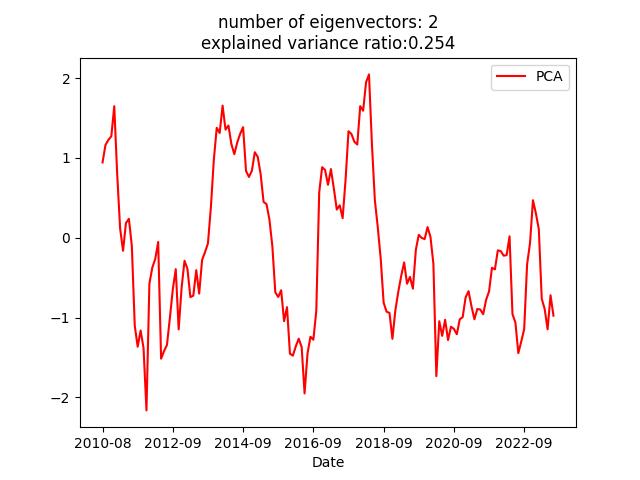 number of eigenvectors: 2
explained variance ratio:0.254
PCA
2
1
0
−1
−2
2010-08 2012-09 2014-09 2016-09 2018-09 2020-09 2022-09
Date